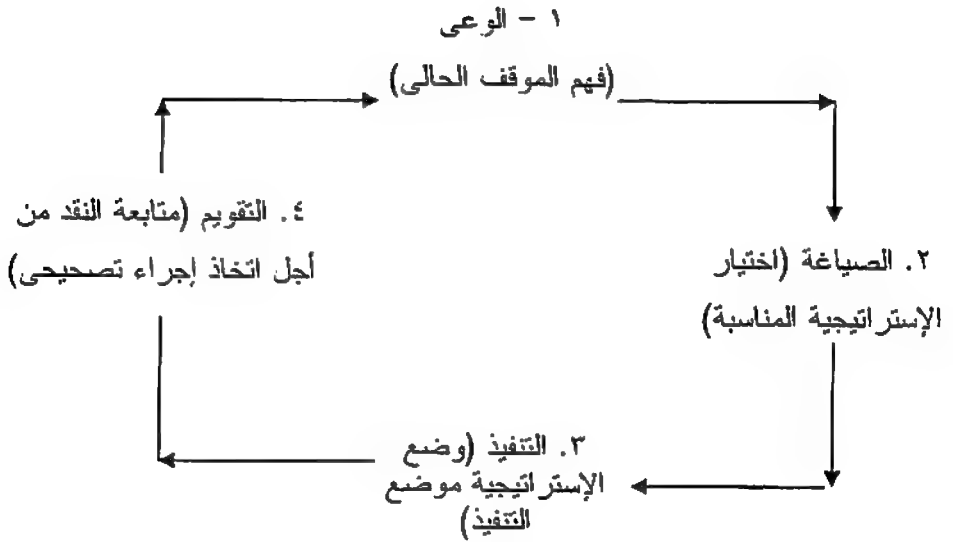 ١ - الوعى
(فهم الموقف الحالى)
٢. الصياغة (اختيار
الإستراتيجية المناسبة)
٣. التنفيذ (وضع
الإستراتيجية موضع
التنفيذ)
٤. التقويم (متابعة النقد من
أجل اتخاذ إجراء تصحيحى)